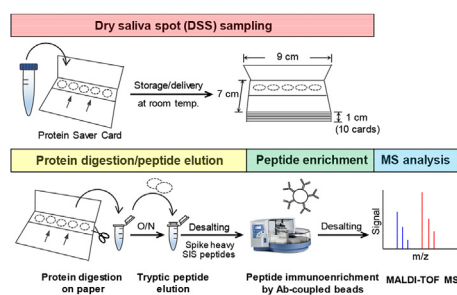 Dry saliva spot (DSS) sampling
9 cm
Storage/delivery
at room temp.
7 cm
1 cm
(10 cards)
Protein Saver Card
Protein digestion/peptide elution
Peptide enrichment
MS analysis
O/N
Desalting
Spike heavy
SIS peptides
Desalting
Signal
m/z
Protein digestion
on paper
Tryptic peptide
elution
Peptide immunoenrichment
by Ab-coupled beads
MALDI-TOF MS